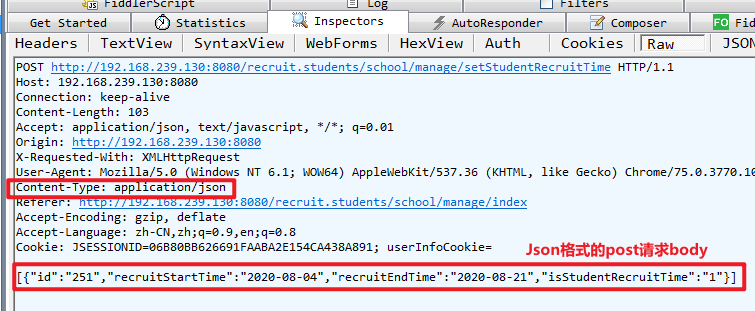 FiddlerScript Log Filters
Get Started Statistics Inspectors AutoResponder Composer FO Fid
Headers TextView SyntaxView WebForms HexView Auth Cookies Raw JSO
POST http://192.168.239.130:8080/recruit.students/school/manage/setStudentRecruitTime HTTP/1.1
Host: 192.168.239.130:8080
Connection: keep-alive
Content-Length: 103
Accept: application/json, text/javascript, */*; q=0.01
Origin: http://192.168.239.130:8080
X-Requested-With: XMLHttpRequest
User-Agent: Mozilla/5.0 (Windows NT 6.1; WOW64) AppleWebKit/537.36 (KHTML, like Gecko) Chrome/75.0.3770.10
Content-Type: application/json
Referer: http://192.168.239.130:8080/recruit.students/school/manage/index
Accept-Encoding: gzip, deflate
Accept-Language: zh-CN,zh;q=0.9,en;q=0.8
Cookie: JSESSIONID=06B80BB626691FAABA2E154CA438A891; userInfoCookie=
Json格式的post请求body
[{"id":"251","recruitStartTime":"2020-08-04","recruitEndTime":"2020-08-21","isStudentRecruitTime":"1"}]